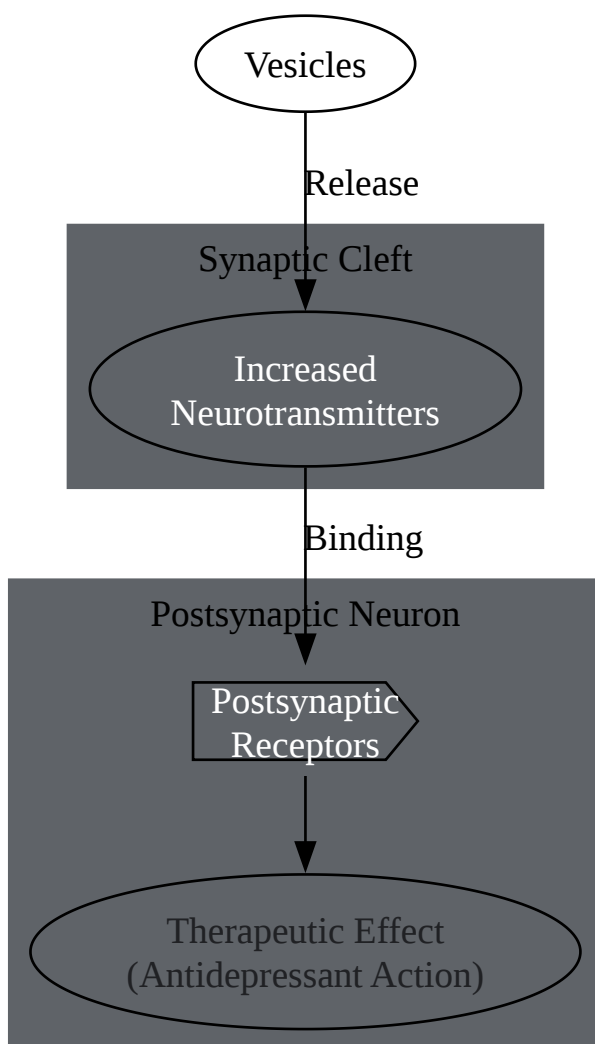 Vesicles
Release
Synaptic Cleft
Increased
Neurotransmitters
Binding
Postsynaptic Neuron
Postsynaptic
Receptors
Therapeutic Effect
(Antidepressant Action)